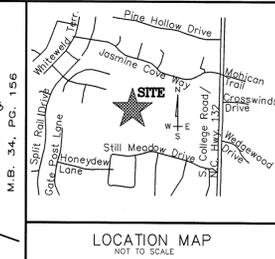 M.B. 34, PG. 156
Pine Hollow Drive
Whiteweld Terr.
Jasmine Cove Way
Mohican
Trail
SITE
Crosswinds
Drive
N
W E
S
S. College Road/
N.C. Hwy 132
Split Rail Drive
Gate Post Lane
Still Meadow Drive
Wedgewood
Drive
Honeydew
Lane
LOCATION MAP
NOT TO SCALE